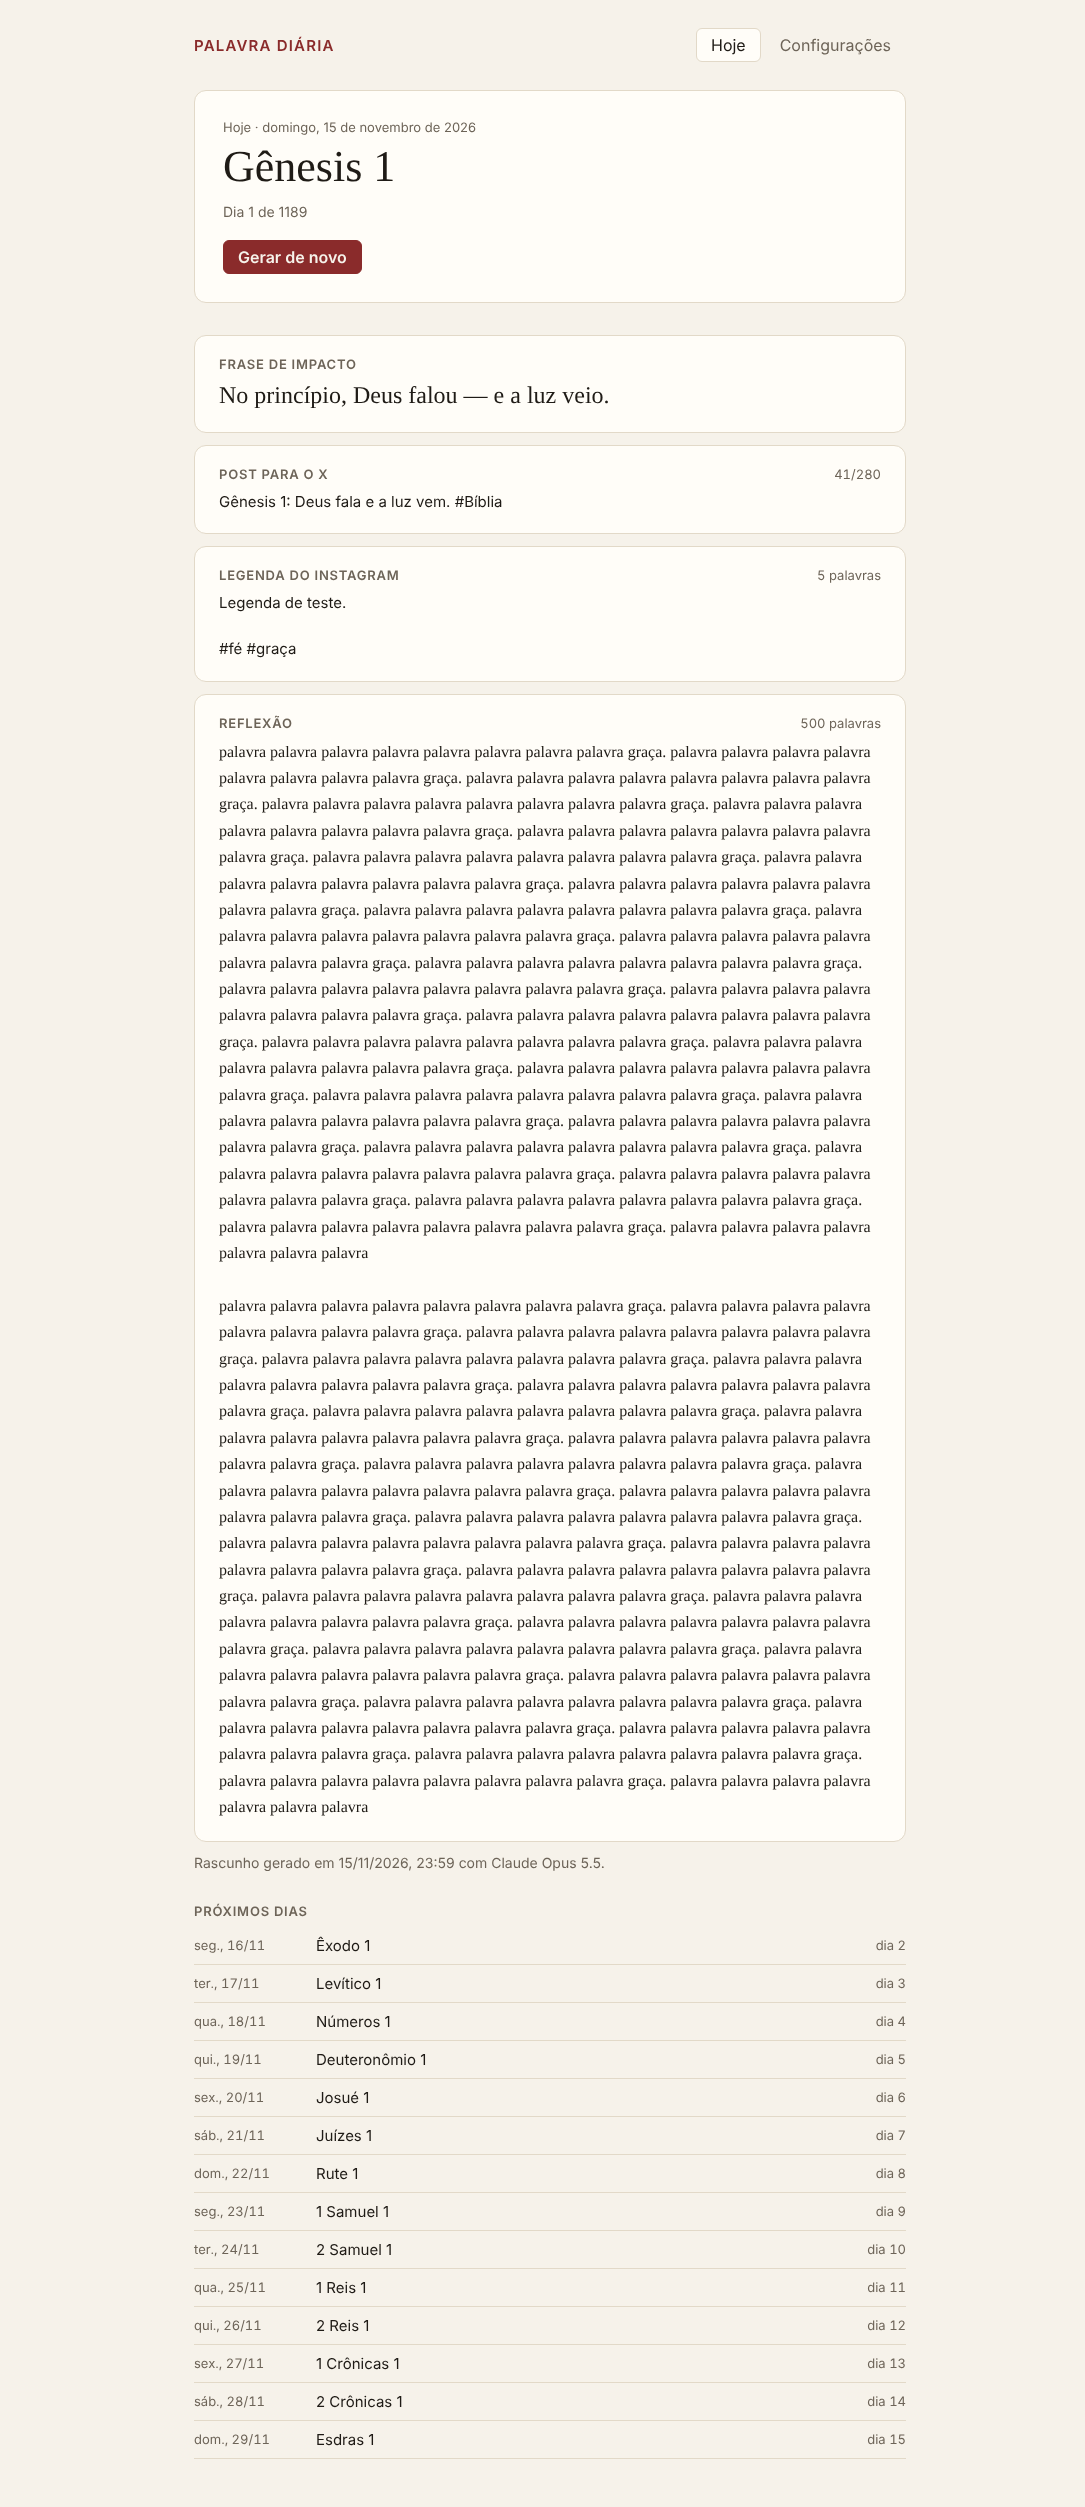 PALAVRA DIÁRIA
Hoje
Configurações
Hoje · domingo, 15 de novembro de 2026
Gênesis 1
Dia 1 de 1189
Gerar de novo
FRASE DE IMPACTO
No princípio, Deus falou — e a luz veio.
POST PARA O X
41/280
Gênesis 1: Deus fala e a luz vem. #Bíblia
LEGENDA DO INSTAGRAM
5 palavras
Legenda de teste.
#fé #graça
REFLEXÃO
500 palavras
palavra palavra palavra palavra palavra palavra palavra palavra graça. palavra palavra palavra palavra
palavra palavra palavra palavra graça. palavra palavra palavra palavra palavra palavra palavra palavra
graça. palavra palavra palavra palavra palavra palavra palavra palavra graça. palavra palavra palavra
palavra palavra palavra palavra palavra graça. palavra palavra palavra palavra palavra palavra palavra
palavra graça. palavra palavra palavra palavra palavra palavra palavra palavra graça. palavra palavra
palavra palavra palavra palavra palavra palavra graça. palavra palavra palavra palavra palavra palavra
palavra palavra graça. palavra palavra palavra palavra palavra palavra palavra palavra graça. palavra
palavra palavra palavra palavra palavra palavra palavra graça. palavra palavra palavra palavra palavra
palavra palavra palavra graça. palavra palavra palavra palavra palavra palavra palavra palavra graça.
palavra palavra palavra palavra palavra palavra palavra palavra graça. palavra palavra palavra palavra
palavra palavra palavra palavra graça. palavra palavra palavra palavra palavra palavra palavra palavra
graça. palavra palavra palavra palavra palavra palavra palavra palavra graça. palavra palavra palavra
palavra palavra palavra palavra palavra graça. palavra palavra palavra palavra palavra palavra palavra
palavra graça. palavra palavra palavra palavra palavra palavra palavra palavra graça. palavra palavra
palavra palavra palavra palavra palavra palavra graça. palavra palavra palavra palavra palavra palavra
palavra palavra graça. palavra palavra palavra palavra palavra palavra palavra palavra graça. palavra
palavra palavra palavra palavra palavra palavra palavra graça. palavra palavra palavra palavra palavra
palavra palavra palavra graça. palavra palavra palavra palavra palavra palavra palavra palavra graça.
palavra palavra palavra palavra palavra palavra palavra palavra graça. palavra palavra palavra palavra
palavra palavra palavra
palavra palavra palavra palavra palavra palavra palavra palavra graça. palavra palavra palavra palavra
palavra palavra palavra palavra graça. palavra palavra palavra palavra palavra palavra palavra palavra
graça. palavra palavra palavra palavra palavra palavra palavra palavra graça. palavra palavra palavra
palavra palavra palavra palavra palavra graça. palavra palavra palavra palavra palavra palavra palavra
palavra graça. palavra palavra palavra palavra palavra palavra palavra palavra graça. palavra palavra
palavra palavra palavra palavra palavra palavra graça. palavra palavra palavra palavra palavra palavra
palavra palavra graça. palavra palavra palavra palavra palavra palavra palavra palavra graça. palavra
palavra palavra palavra palavra palavra palavra palavra graça. palavra palavra palavra palavra palavra
palavra palavra palavra graça. palavra palavra palavra palavra palavra palavra palavra palavra graça.
palavra palavra palavra palavra palavra palavra palavra palavra graça. palavra palavra palavra palavra
palavra palavra palavra palavra graça. palavra palavra palavra palavra palavra palavra palavra palavra
graça. palavra palavra palavra palavra palavra palavra palavra palavra graça. palavra palavra palavra
palavra palavra palavra palavra palavra graça. palavra palavra palavra palavra palavra palavra palavra
palavra graça. palavra palavra palavra palavra palavra palavra palavra palavra graça. palavra palavra
palavra palavra palavra palavra palavra palavra graça. palavra palavra palavra palavra palavra palavra
palavra palavra graça. palavra palavra palavra palavra palavra palavra palavra palavra graça. palavra
palavra palavra palavra palavra palavra palavra palavra graça. palavra palavra palavra palavra palavra
palavra palavra palavra graça. palavra palavra palavra palavra palavra palavra palavra palavra graça.
palavra palavra palavra palavra palavra palavra palavra palavra graça. palavra palavra palavra palavra
palavra palavra palavra
Rascunho gerado em 15/11/2026, 23:59 com Claude Opus 5.5.
PRÓXIMOS DIAS
seg., 16/11 Êxodo 1 dia 2
ter., 17/11 Levítico 1 dia 3
qua., 18/11 Números 1 dia 4
qui., 19/11 Deuteronômio 1 dia 5
sex., 20/11 Josué 1 dia 6
sáb., 21/11 Juízes 1 dia 7
dom., 22/11 Rute 1 dia 8
seg., 23/11 1 Samuel 1 dia 9
ter., 24/11 2 Samuel 1 dia 10
qua., 25/11 1 Reis 1 dia 11
qui., 26/11 2 Reis 1 dia 12
sex., 27/11 1 Crônicas 1 dia 13
sáb., 28/11 2 Crônicas 1 dia 14
dom., 29/11 Esdras 1 dia 15